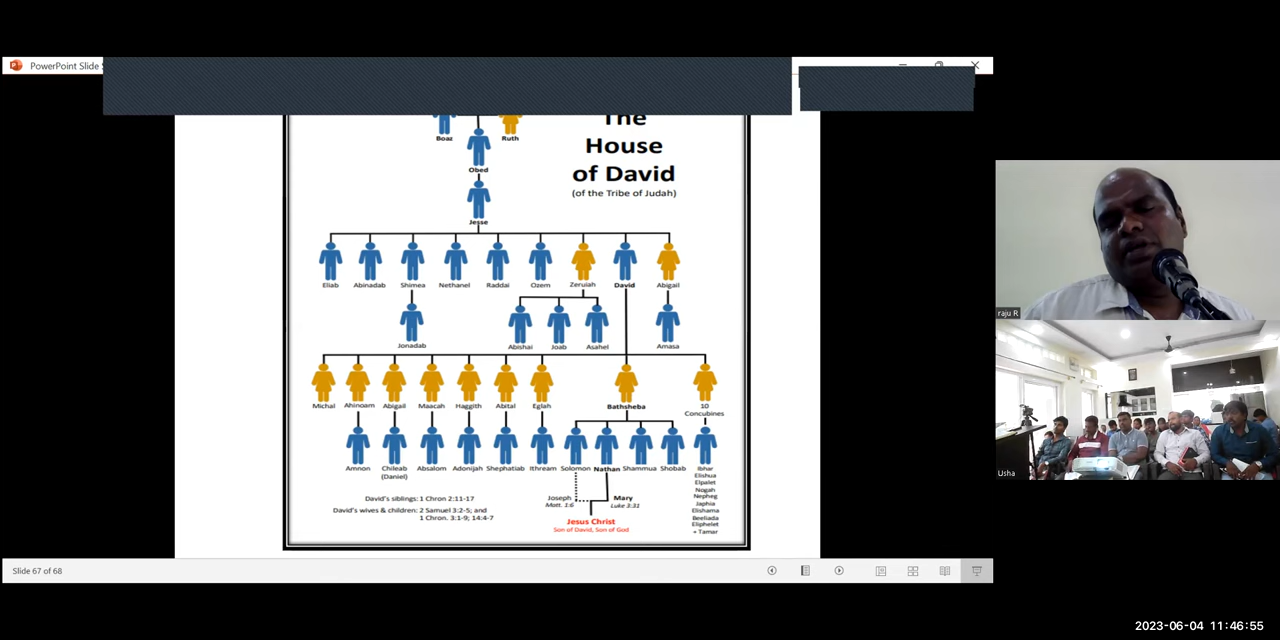 PowerPoint Slide
The
House
of David
(of the Tribe of Judah)
Boaz Ruth
Obed
Jesse
Eliab Abinadab Shimea Nethanel Raddai Ozem Zeruiah David Abigail
Jonadab Abishai Joab Asahel Amasa
Michal Ahinoam Abigail Maacah Haggith Abital Eglah Bathsheba 10
Concubines
Amnon Chileab Absalom Adonijah Shephatiab Ithream Solomon Nathan Shammua Shobab Ibhar
(Daniel)
Elishua
Elpalet
Nogah
Nepheg
Japhia
Elishama
Beeliada
Eliphelet
+ Tamar
David's siblings: 1 Chron 2:11-17
David's wives & children: 2 Samuel 3:2-5; and
1 Chron. 3:1-9; 14:4-7
Joseph Mary
Matt. 1:6 Luke 3:31
Jesus Christ
Son of David, Son of God
Slide 67 of 68
raju R
Usha
2023-06-04 11:46:55